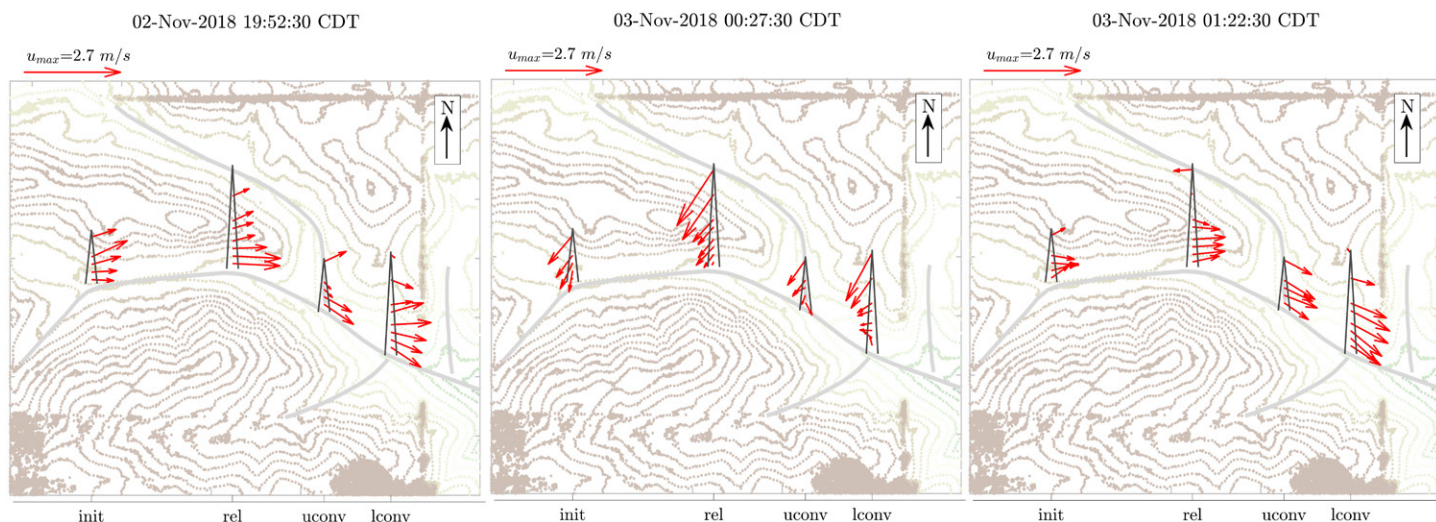 02-Nov-2018 19:52:30 CDT
03-Nov-2018 00:27:30 CDT
03-Nov-2018 01:22:30 CDT
u_max=2.7 m/s
u_max=2.7 m/s
u_max=2.7 m/s
N
N
N
init rel uconv lconv
init rel uconv lconv
init rel uconv lconv